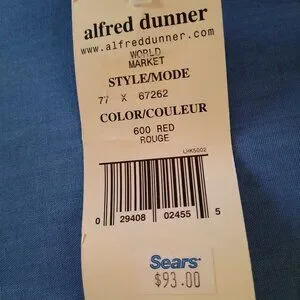 alfred dunner
www.alfreddunner.com
WORLD
MARKET
STYLE/MODE
77 X 67262
COLOR/COULEUR
600 RED
ROUGE
LHK5002
0 29408 02455 5
Sears
$93.00